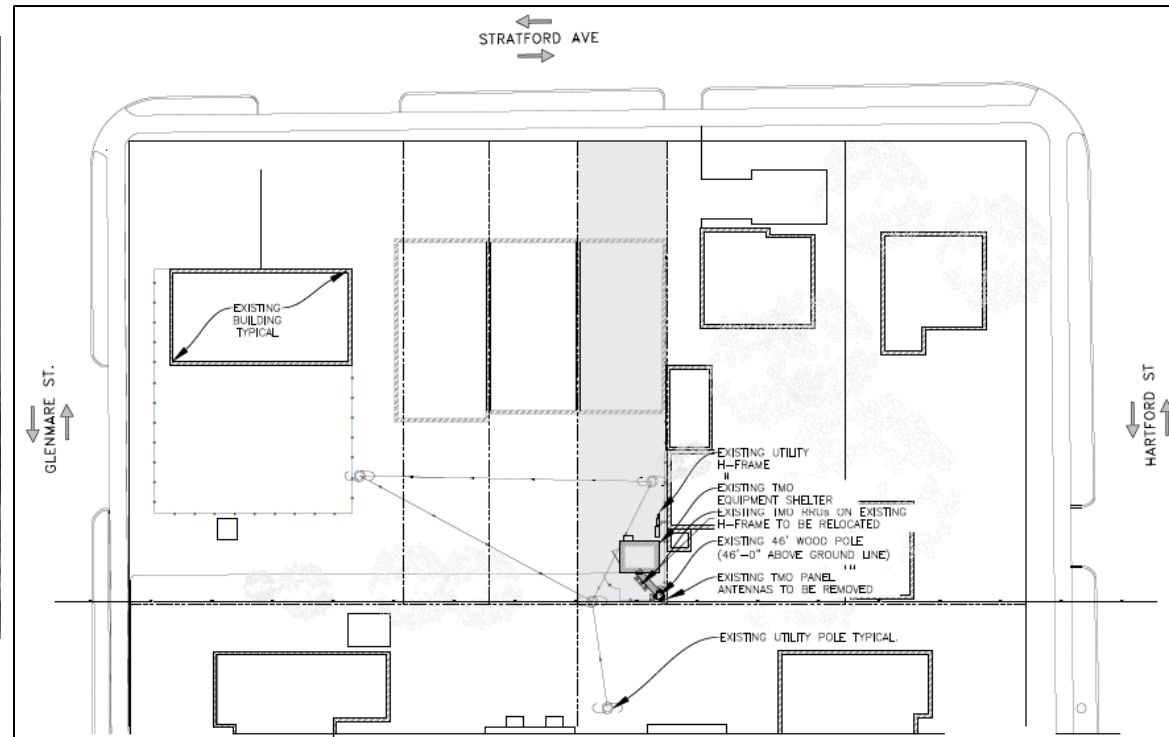 STRATFORD AVE
EXISTING
BUILDING
TYPICAL
GLENMARE ST.
HARTFORD ST
EXISTING UTILITY
H-FRAME
EXISTING TMO
EQUIPMENT SHELTER
EXISTING TMO RRUs ON EXISTING
H-FRAME TO BE RELOCATED
EXISTING 46' WOOD POLE
(46'-0" ABOVE GROUND LINE)
EXISTING TMO PANEL
ANTENNAS TO BE REMOVED
EXISTING UTILITY POLE TYPICAL.